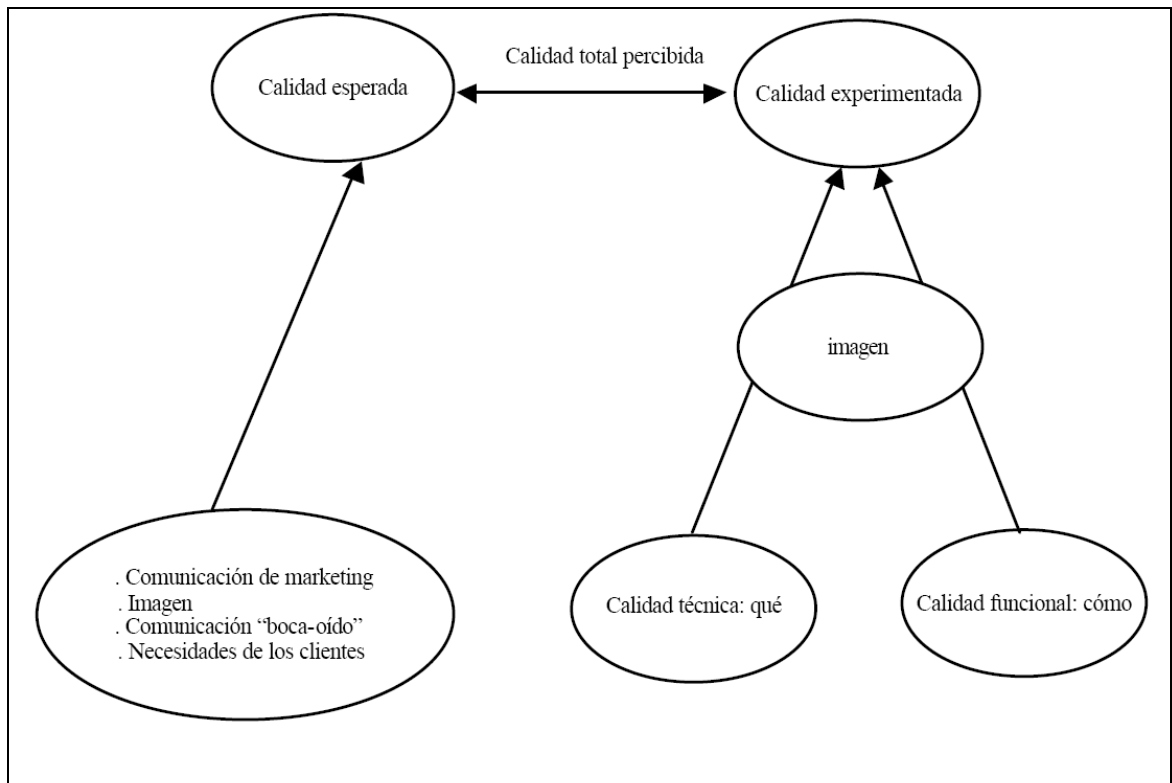 Calidad total percibida
Calidad esperada
Calidad experimentada
imagen
. Comunicación de marketing
. Imagen
. Comunicación “boca-oído”
. Necesidades de los clientes
Calidad técnica: qué
Calidad funcional: cómo